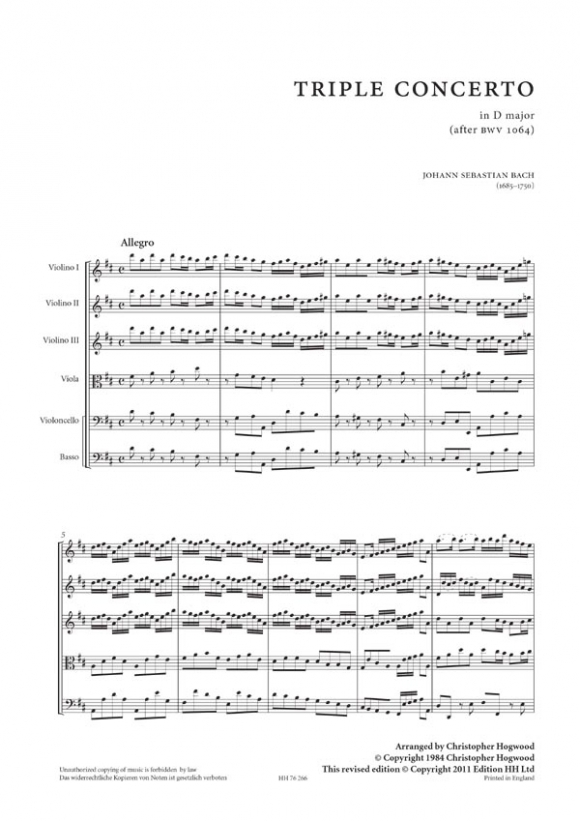 TRIPLE CONCERTO
in D major
(after BWV 1064)
JOHANN SEBASTIAN BACH
(1685–1750)
Allegro
Violino I
Violino II
Violino III
Viola
Violoncello
Basso
5
Arranged by Christopher Hogwood
© Copyright 1984 Christopher Hogwood
This revised edition © Copyright 2011 Edition HH Ltd
Printed in England
Unauthorized copying of music is forbidden by law
Das widerrechtliche Kopieren von Noten ist gesetzlich verboten
HH 76 266